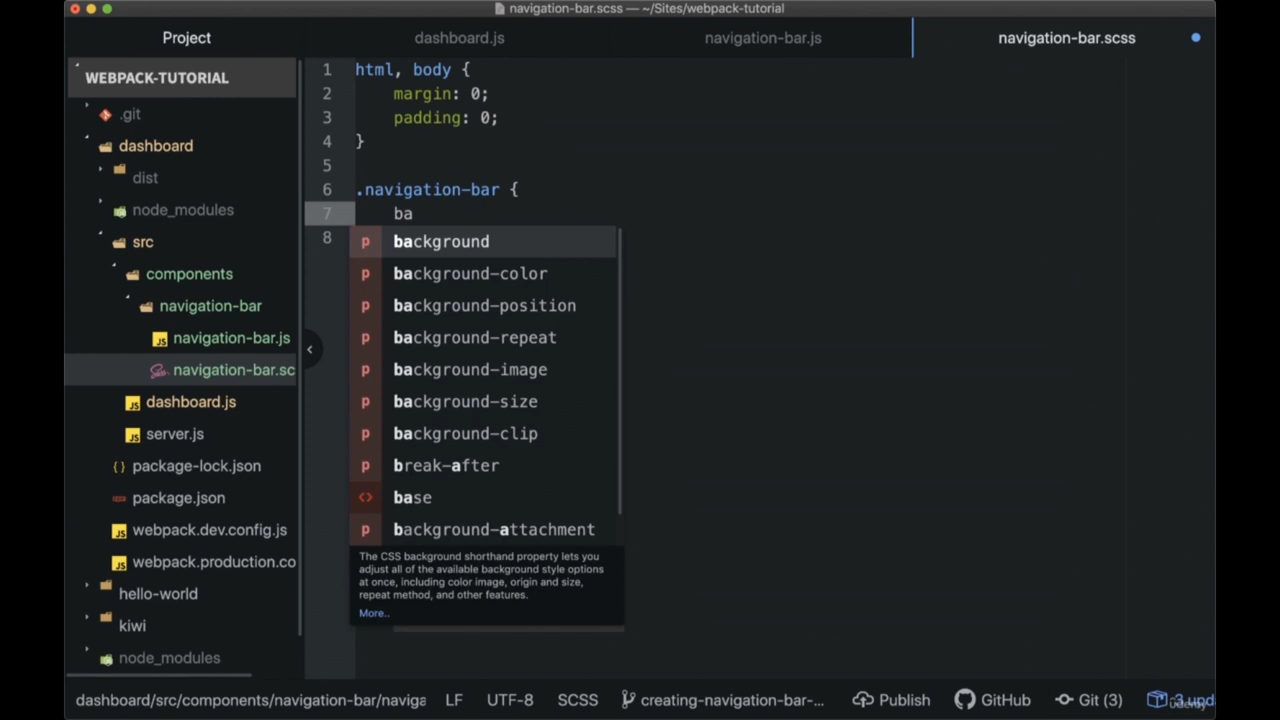 navigation-bar.scss — ~/Sites/webpack-tutorial
Project
dashboard.js
navigation-bar.js
navigation-bar.scss
WEBPACK-TUTORIAL
.git
dashboard
dist
node_modules
src
components
navigation-bar
navigation-bar.js
navigation-bar.sc
dashboard.js
server.js
package-lock.json
package.json
webpack.dev.config.js
webpack.production.co
hello-world
kiwi
node_modules
1 html, body {
2 margin: 0;
3 padding: 0;
4 }
5
6 .navigation-bar {
7 ba
8
p background
p background-color
p background-position
p background-repeat
p background-image
p background-size
p background-clip
p break-after
<> base
p background-attachment
The CSS background shorthand property lets you
adjust all of the available background style options
at once, including color image, origin and size,
repeat method, and other features.
More..
dashboard/src/components/navigation-bar/naviga LF UTF-8 SCSS creating-navigation-bar-... Publish GitHub Git (3) 3 upd